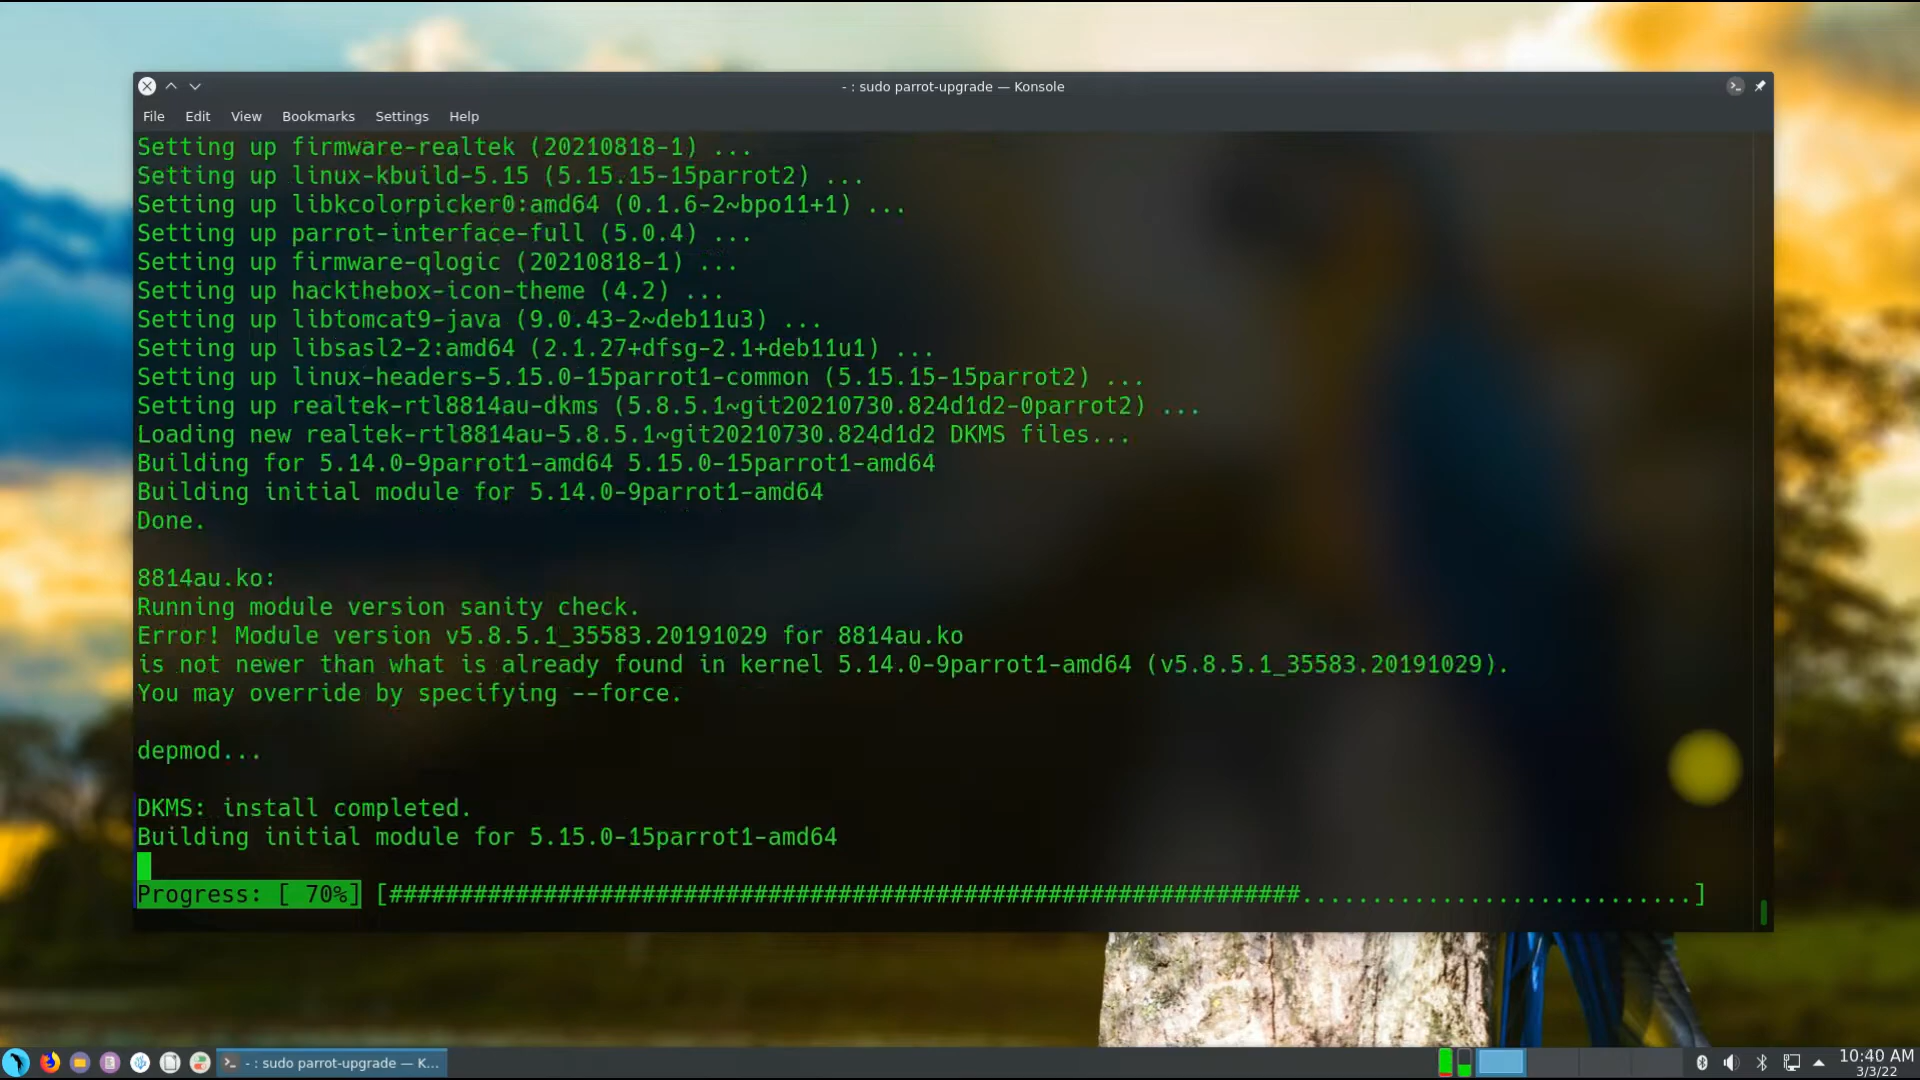 - : sudo parrot-upgrade — Konsole
File Edit View Bookmarks Settings Help
Setting up firmware-realtek (20210818-1) ...
Setting up linux-kbuild-5.15 (5.15.15-15parrot2) ...
Setting up libkcolorpicker0:amd64 (0.1.6-2~bpo11+1) ...
Setting up parrot-interface-full (5.0.4) ...
Setting up firmware-qlogic (20210818-1) ...
Setting up hackthebox-icon-theme (4.2) ...
Setting up libtomcat9-java (9.0.43-2~deb11u3) ...
Setting up libsasl2-2:amd64 (2.1.27+dfsg-2.1+deb11u1) ...
Setting up linux-headers-5.15.0-15parrot1-common (5.15.15-15parrot2) ...
Setting up realtek-rtl8814au-dkms (5.8.5.1~git20210730.824d1d2-0parrot2) ...
Loading new realtek-rtl8814au-5.8.5.1~git20210730.824d1d2 DKMS files...
Building for 5.14.0-9parrot1-amd64 5.15.0-15parrot1-amd64
Building initial module for 5.14.0-9parrot1-amd64
Done.
8814au.ko:
Running module version sanity check.
Error! Module version v5.8.5.1_35583.20191029 for 8814au.ko
is not newer than what is already found in kernel 5.14.0-9parrot1-amd64 (v5.8.5.1_35583.20191029).
You may override by specifying --force.
depmod...
DKMS: install completed.
Building initial module for 5.15.0-15parrot1-amd64
Progress: [ 70%] [#################################################################............................]
- : sudo parrot-upgrade — K...
10:40 AM
3/3/22